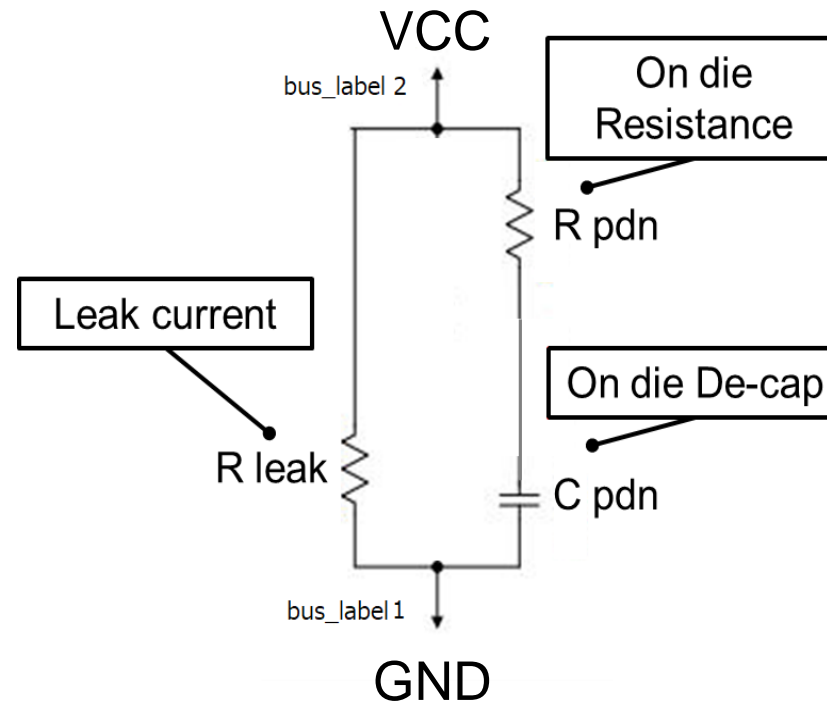 VCC
bus_label 2
On die
Resistance
R pdn
Leak current
On die De-cap
R leak
C pdn
bus_label 1
GND